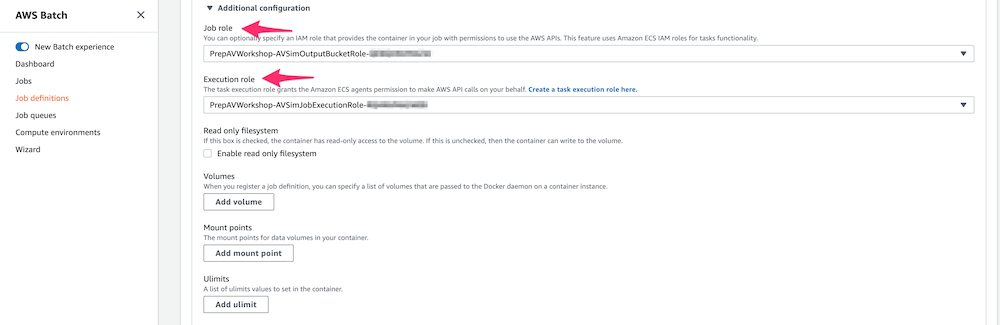 AWS Batch
New Batch experience
Dashboard
Jobs
Job definitions
Job queues
Compute environments
Wizard
Additional configuration
Job role
You can optionally specify an IAM role that provides the container in your job with permissions to use the AWS APIs. This feature uses Amazon ECS IAM roles for tasks functionality.
PrepAVWorkshop-AVSimOutputBucketRole-
Execution role
The task execution role grants the Amazon ECS agents permission to make AWS API calls on your behalf. Create a task execution role here.
PrepAVWorkshop-AVSimJobExecutionRole-
Read only filesystem
If this box is checked, the container has read-only access to the volume. If this is unchecked, then the container can write to the volume.
Enable read only filesystem
Volumes
When you register a job definition, you can specify a list of volumes that are passed to the Docker daemon on a container instance.
Add volume
Mount points
The mount points for data volumes in your container.
Add mount point
Ulimits
A list of ulimits values to set in the container.
Add ulimit